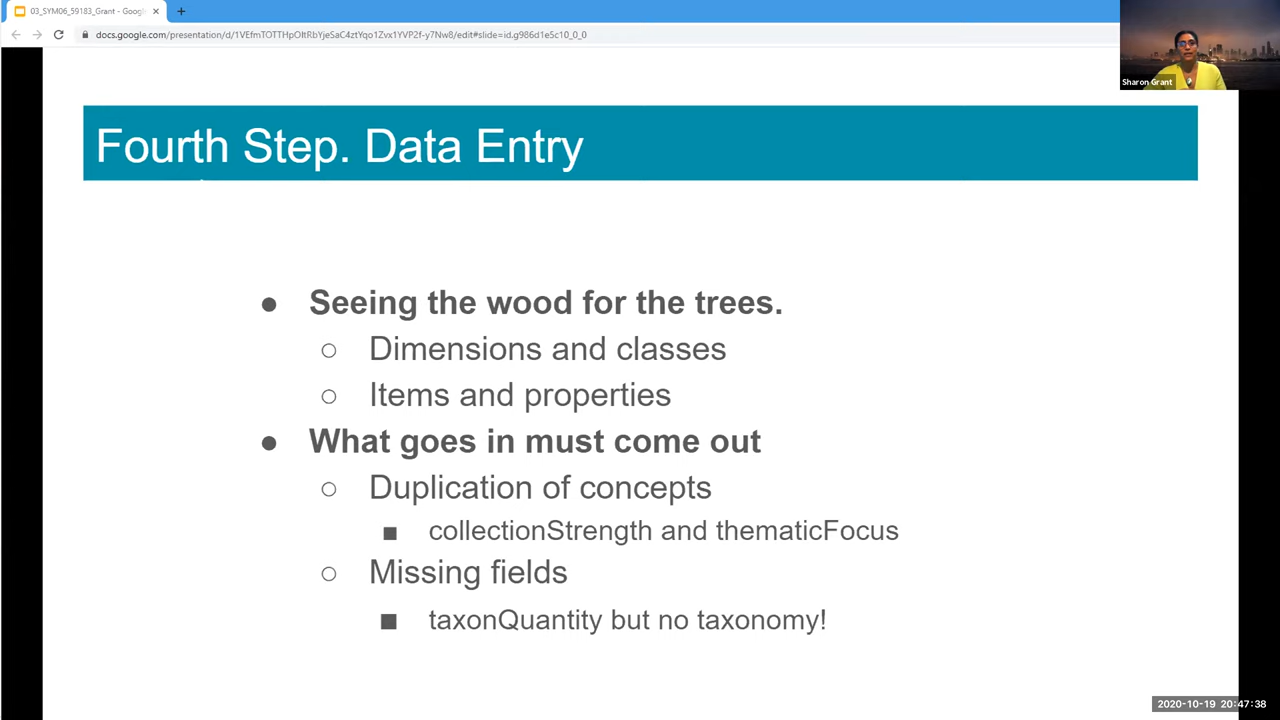 03_SYM06_59183_Grant - Goog
docs.google.com/presentation/d/1VEfmTOTTHpOltRbYjeSaC4ztYqo1Zvx1YVP2f-y7Nw8/edit#slide=id.g986d1e5c10_0_0
Sharon Grant
Fourth Step. Data Entry
● Seeing the wood for the trees.
○ Dimensions and classes
○ Items and properties
● What goes in must come out
○ Duplication of concepts
■ collectionStrength and thematicFocus
○ Missing fields
■ taxonQuantity but no taxonomy!
2020-10-19 20:47:38